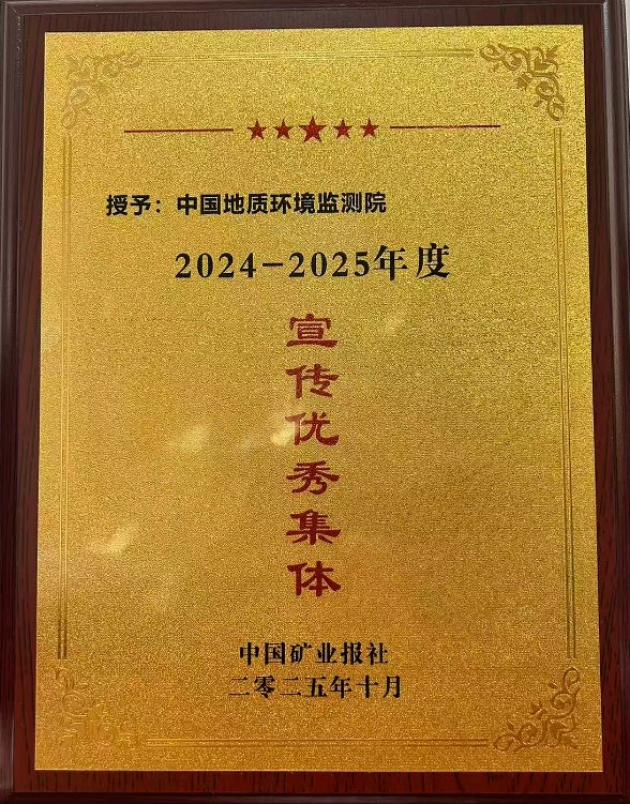 授予：中国地质环境监测院
2024-2025年度
宣传优秀集体
中国矿业报社
二零二五年十月